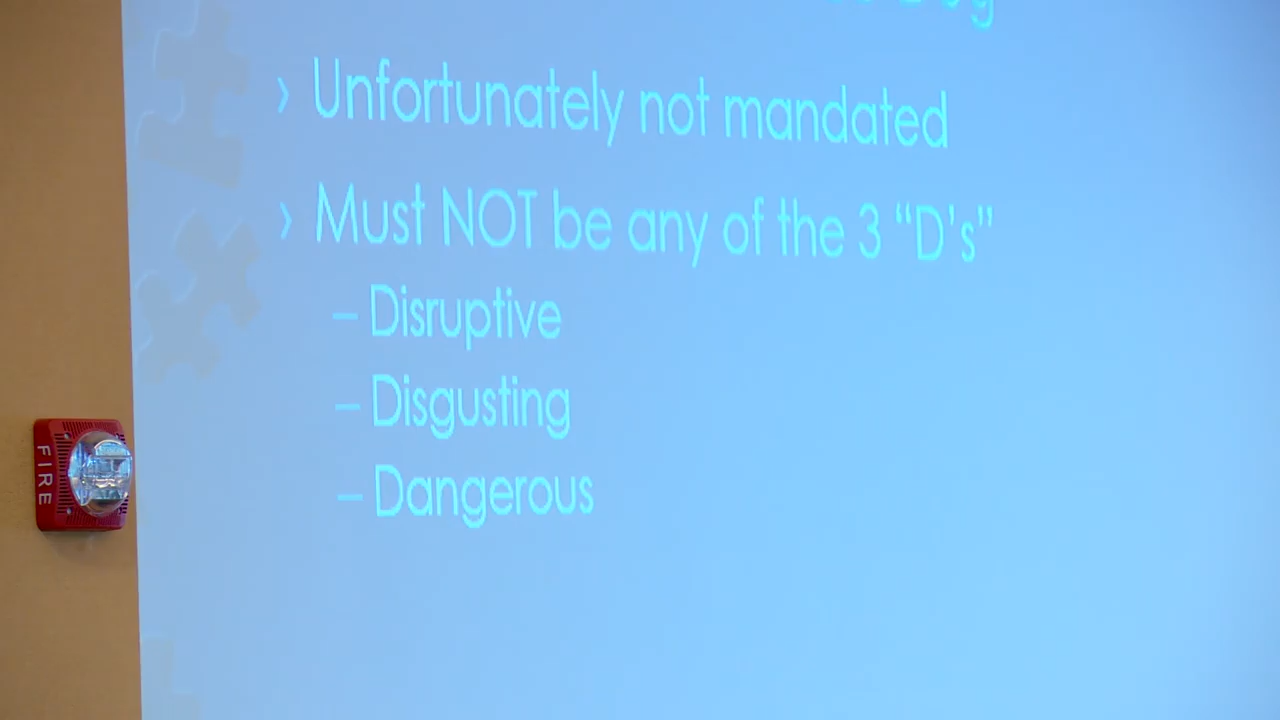 › Unfortunately not mandated
› Must NOT be any of the 3 “D's”
– Disruptive
– Disgusting
– Dangerous
FIRE